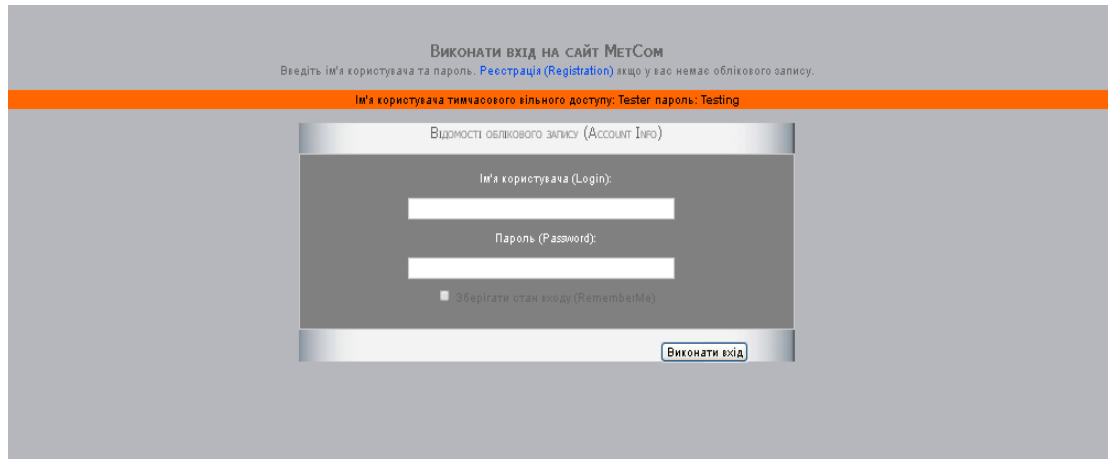 Виконати вхід на сайт МетСом
Введіть ім'я користувача та пароль. Реєстрація (Registration) якщо у вас немає облікового запису.
Ім'я користувача тимчасового вільного доступу: Tester пароль: Testing
Відомості облікового запису (Account Info)
Ім'я користувача (Login):
Пароль (Password):
Зберігати стан входу (RememberMe)
Виконати вхід